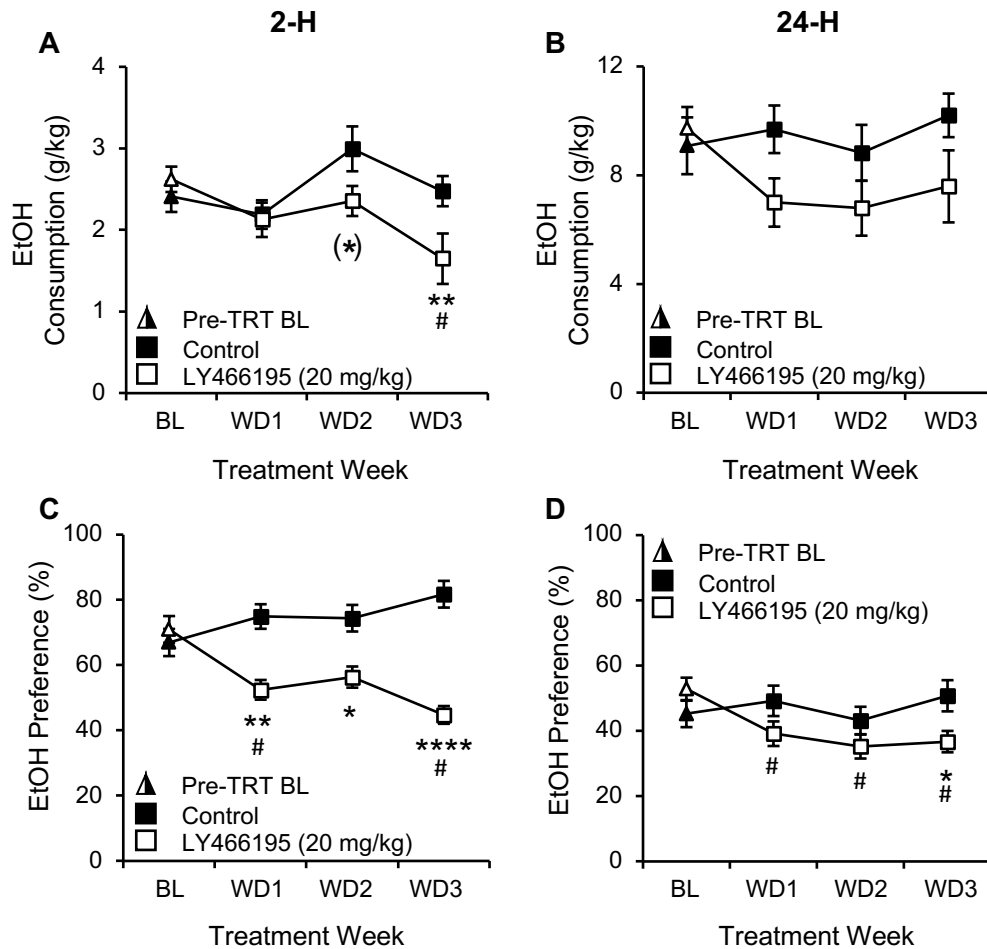 2-H
24-H
A
EtOH
Consumption (g/kg)
4
3
2
1
0
(*)
**
#
Pre-TRT BL
Control
LY466195 (20 mg/kg)
BL WD1 WD2 WD3
Treatment Week
B
EtOH
Consumption (g/kg)
12
8
4
0
Pre-TRT BL
Control
LY466195 (20 mg/kg)
BL WD1 WD2 WD3
Treatment Week
C
EtOH Preference (%)
100
80
60
40
20
0
**
#
*
****
#
Pre-TRT BL
Control
LY466195 (20 mg/kg)
BL WD1 WD2 WD3
Treatment Week
D
EtOH Preference (%)
100
80
60
40
20
0
Pre-TRT BL
Control
LY466195 (20 mg/kg)
#
#
*
#
BL WD1 WD2 WD3
Treatment Week